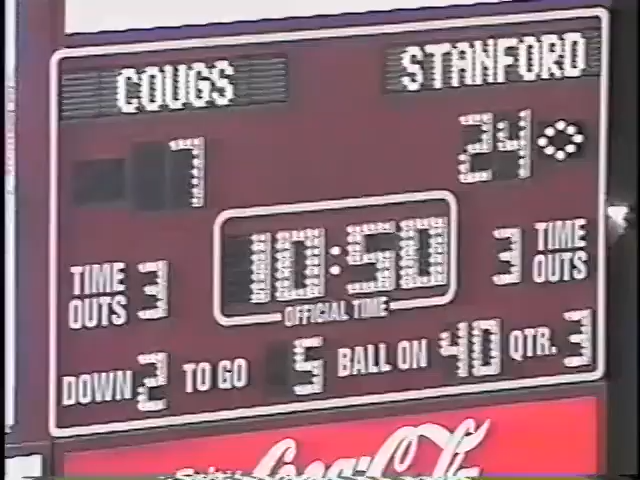 COUGS STANFORD
7 24
10:50
TIME OUTS 3
3 TIME OUTS
OFFICIAL TIME
DOWN 2 TO GO 5 BALL ON 40 QTR. 3
Coca-Cola